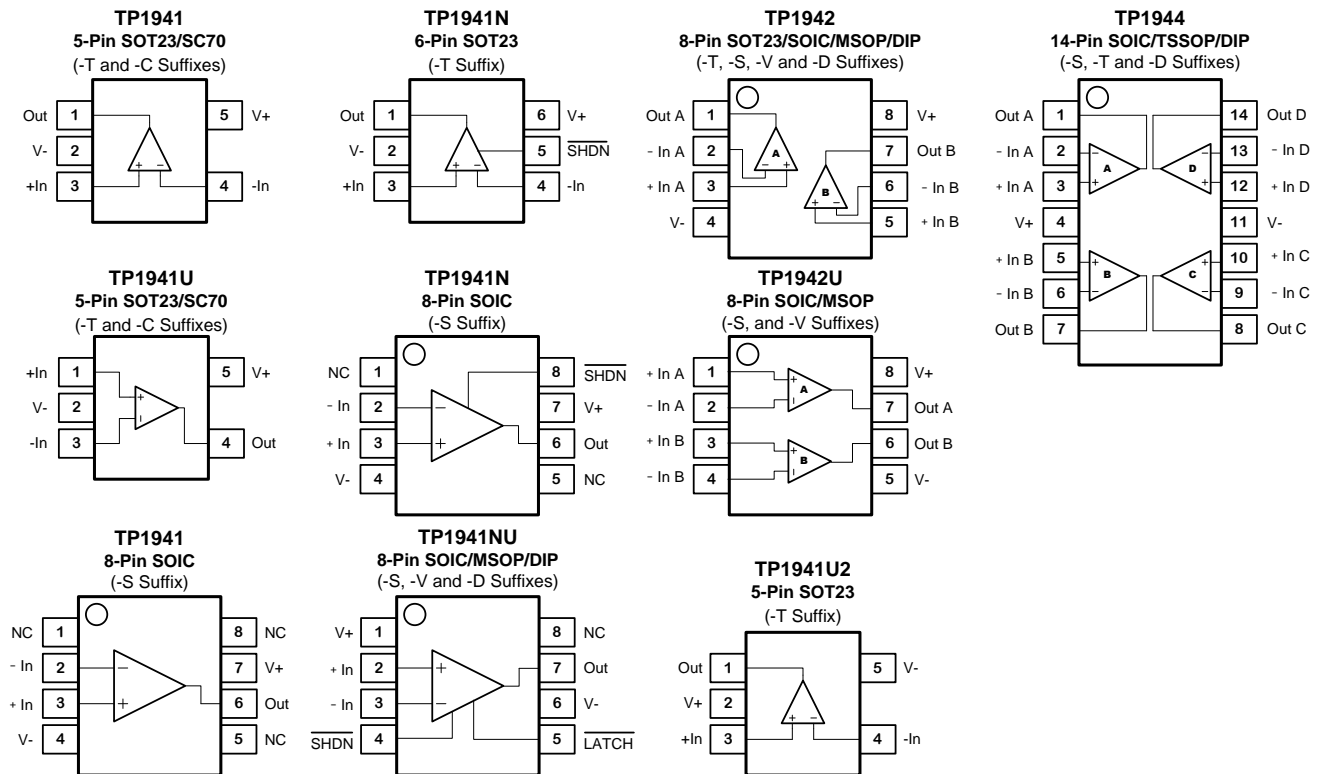 TP1941
5-Pin SOT23/SC70
(-T and -C Suffixes)
Out 1
5 V+
V- 2
+In 3
4 -In
TP1941N
6-Pin SOT23
(-T Suffix)
Out 1
6 V+
V- 2
5 SHDN
+In 3
4 -In
+ -
+ -
TP1942
8-Pin SOT23/SOIC/MSOP/DIP
(-T, -S, -V and -D Suffixes)
Out A 1
8 V+
- In A 2
7 Out B
+ In A 3
6 - In B
V- 4
5 + In B
A
- +
B
+ -
TP1944
14-Pin SOIC/TSSOP/DIP
(-S, -T and -D Suffixes)
Out A 1
14 Out D
- In A 2
13 - In D
+ In A 3
12 + In D
V+ 4
11 V-
+ In B 5
10 + In C
- In B 6
9 - In C
Out B 7
8 Out C
- A +
- D +
+ B -
+ C -
TP1941U
5-Pin SOT23/SC70
(-T and -C Suffixes)
+In 1
5 V+
V- 2
-In 3
4 Out
+ -
TP1941N
8-Pin SOIC
(-S Suffix)
NC 1
8 SHDN
- In 2
7 V+
+ In 3
6 Out
V- 4
5 NC
- +
TP1942U
8-Pin SOIC/MSOP
(-S, and -V Suffixes)
+ In A 1
8 V+
- In A 2
7 Out A
+ In B 3
6 Out B
- In B 4
5 V-
+ A -
+ B -
TP1941
8-Pin SOIC
(-S Suffix)
NC 1
8 NC
- In 2
7 V+
+ In 3
6 Out
V- 4
5 NC
- +
TP1941NU
8-Pin SOIC/MSOP/DIP
(-S, -V and -D Suffixes)
V+ 1
8 NC
+ In 2
7 Out
- In 3
6 V-
SHDN 4
5 LATCH
+ -
TP1941U2
5-Pin SOT23
(-T Suffix)
Out 1
5 V-
V+ 2
+In 3
4 -In
+ -